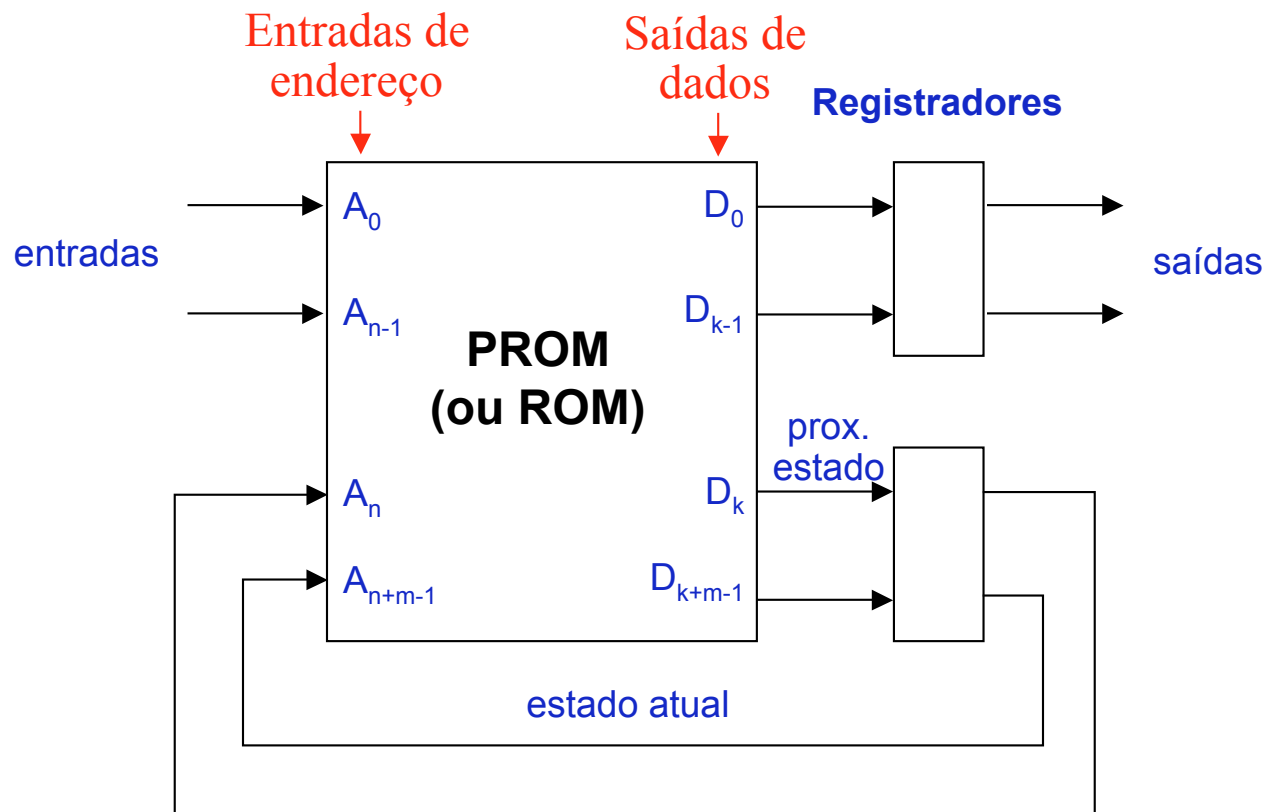 Entradas de
endereço
Saídas de
dados
Registradores
A0
D0
entradas
saídas
An-1
Dk-1
PROM
(ou ROM)
prox.
estado
An
Dk
An+m-1
Dk+m-1
estado atual